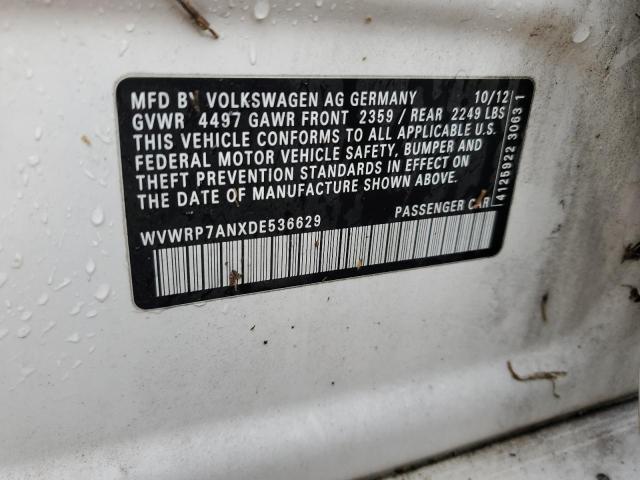 MFD BY VOLKSWAGEN AG GERMANY 10/12
GVWR 4497 GAWR FRONT 2359 / REAR 2249 LBS
THIS VEHICLE CONFORMS TO ALL APPLICABLE U.S.
FEDERAL MOTOR VEHICLE SAFETY, BUMPER AND
THEFT PREVENTION STANDARDS IN EFFECT ON
THE DATE OF MANUFACTURE SHOWN ABOVE.
WVWRP7ANXDE536629 PASSENGER CAR
4125922 3063 1